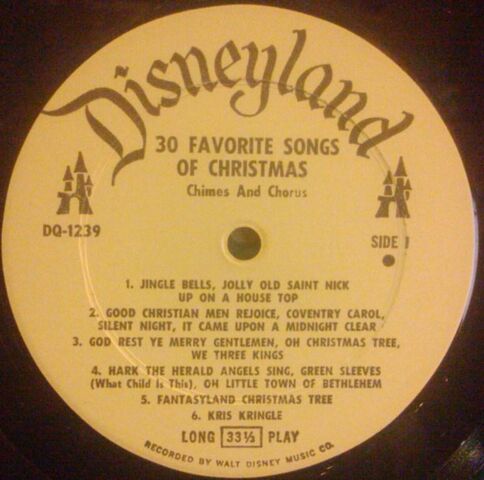 Disneyland
30 FAVORITE SONGS
OF CHRISTMAS
Chimes And Chorus
DQ-1239
SIDE 1
1. JINGLE BELLS, JOLLY OLD SAINT NICK
UP ON A HOUSE TOP
2. GOOD CHRISTIAN MEN REJOICE, COVENTRY CAROL,
SILENT NIGHT, IT CAME UPON A MIDNIGHT CLEAR
3. GOD REST YE MERRY GENTLEMEN, OH CHRISTMAS TREE,
WE THREE KINGS
4. HARK THE HERALD ANGELS SING, GREEN SLEEVES
(What Child Is This), OH LITTLE TOWN OF BETHLEHEM
5. FANTASYLAND CHRISTMAS TREE
6. KRIS KRINGLE
LONG 33⅓ PLAY
RECORDED BY WALT DISNEY MUSIC CO.